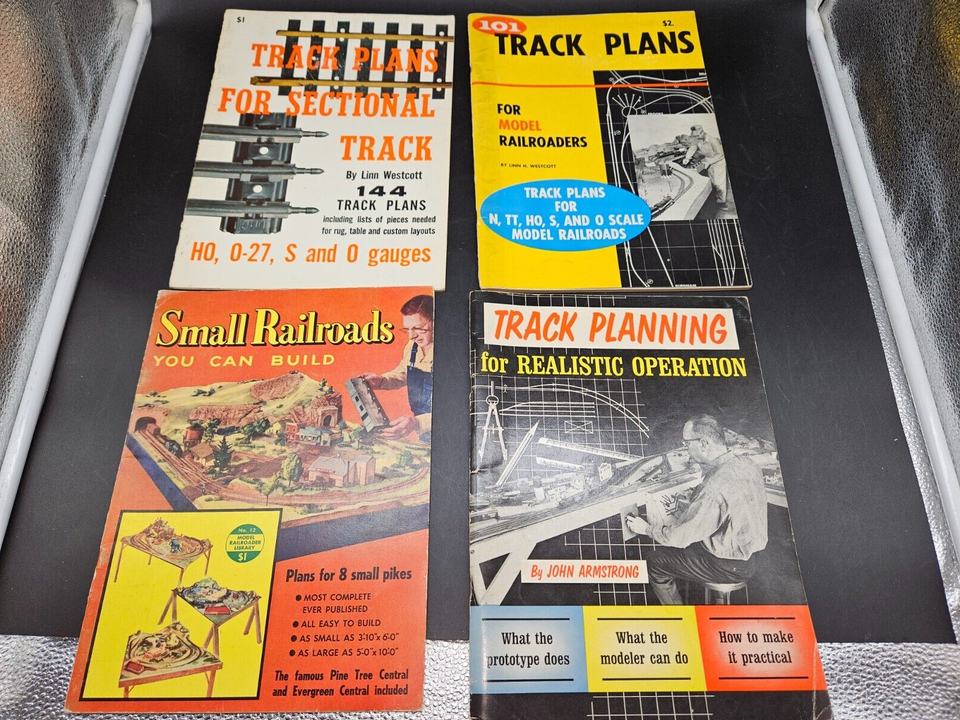 $1
TRACK PLANS
FOR SECTIONAL
TRACK
By Linn Westcott
144
TRACK PLANS
including lists of pieces needed
for rug, table and custom layouts
HO, O-27, S and O gauges
101
$2.
TRACK PLANS
FOR
MODEL
RAILROADERS
BY LINN H. WESTCOTT
TRACK PLANS
FOR
N, TT, HO, S, AND O SCALE
MODEL RAILROADS
Small Railroads
YOU CAN BUILD
No. 12
MODEL
RAILROADER
LIBRARY
$1
Plans for 8 small pikes
● MOST COMPLETE
EVER PUBLISHED
● ALL EASY TO BUILD
● AS SMALL AS 3'-10"x 6'-0"
● AS LARGE AS 5'-0"x 10'-0"
The famous Pine Tree Central
and Evergreen Central included
TRACK PLANNING
for REALISTIC OPERATION
By JOHN ARMSTRONG
What the
prototype does
What the
modeler can do
How to make
it practical